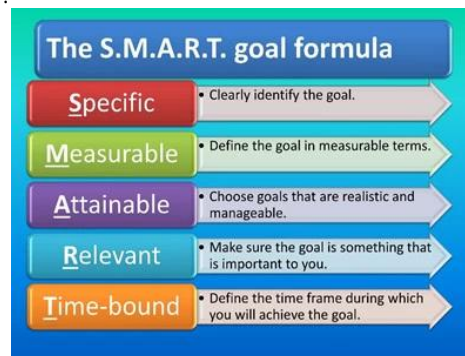 The S.M.A.R.T. goal formula
Specific
• Clearly identify the goal.
Measurable
• Define the goal in measurable terms.
Attainable
• Choose goals that are realistic and
manageable.
Relevant
• Make sure the goal is something that
is important to you.
Time-bound
• Define the time frame during which
you will achieve the goal.